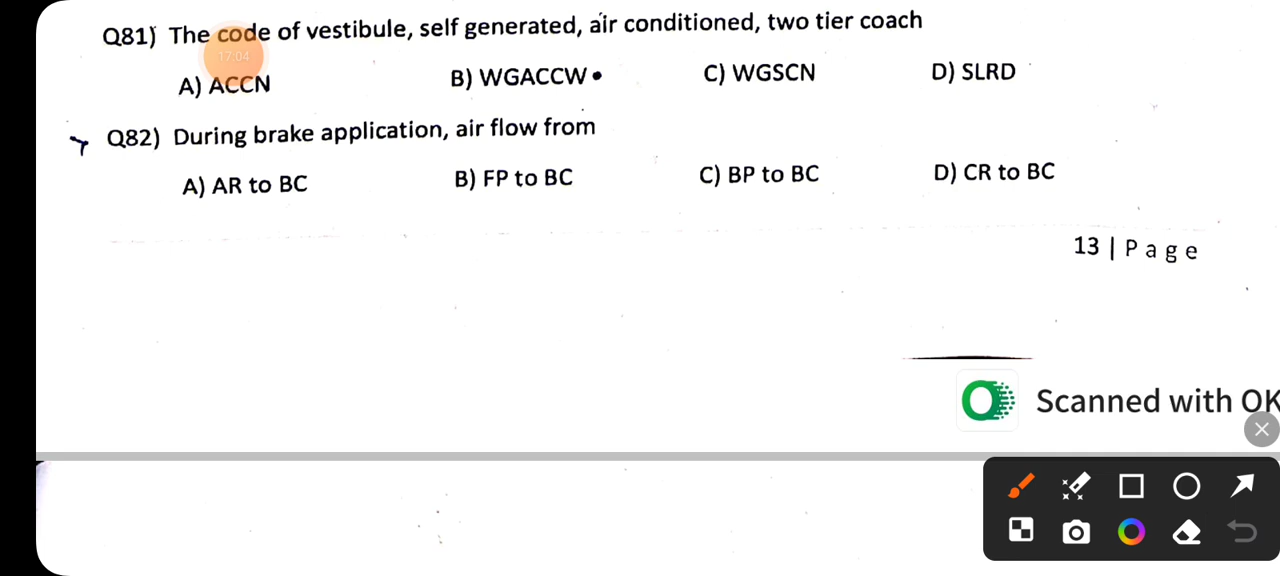 Q81) The code of vestibule, self generated, air conditioned, two tier coach
17:04
A) ACCN B) WGACCW • C) WGSCN D) SLRD
Q82) During brake application, air flow from
A) AR to BC B) FP to BC C) BP to BC D) CR to BC
13 | P a g e
Scanned with OK